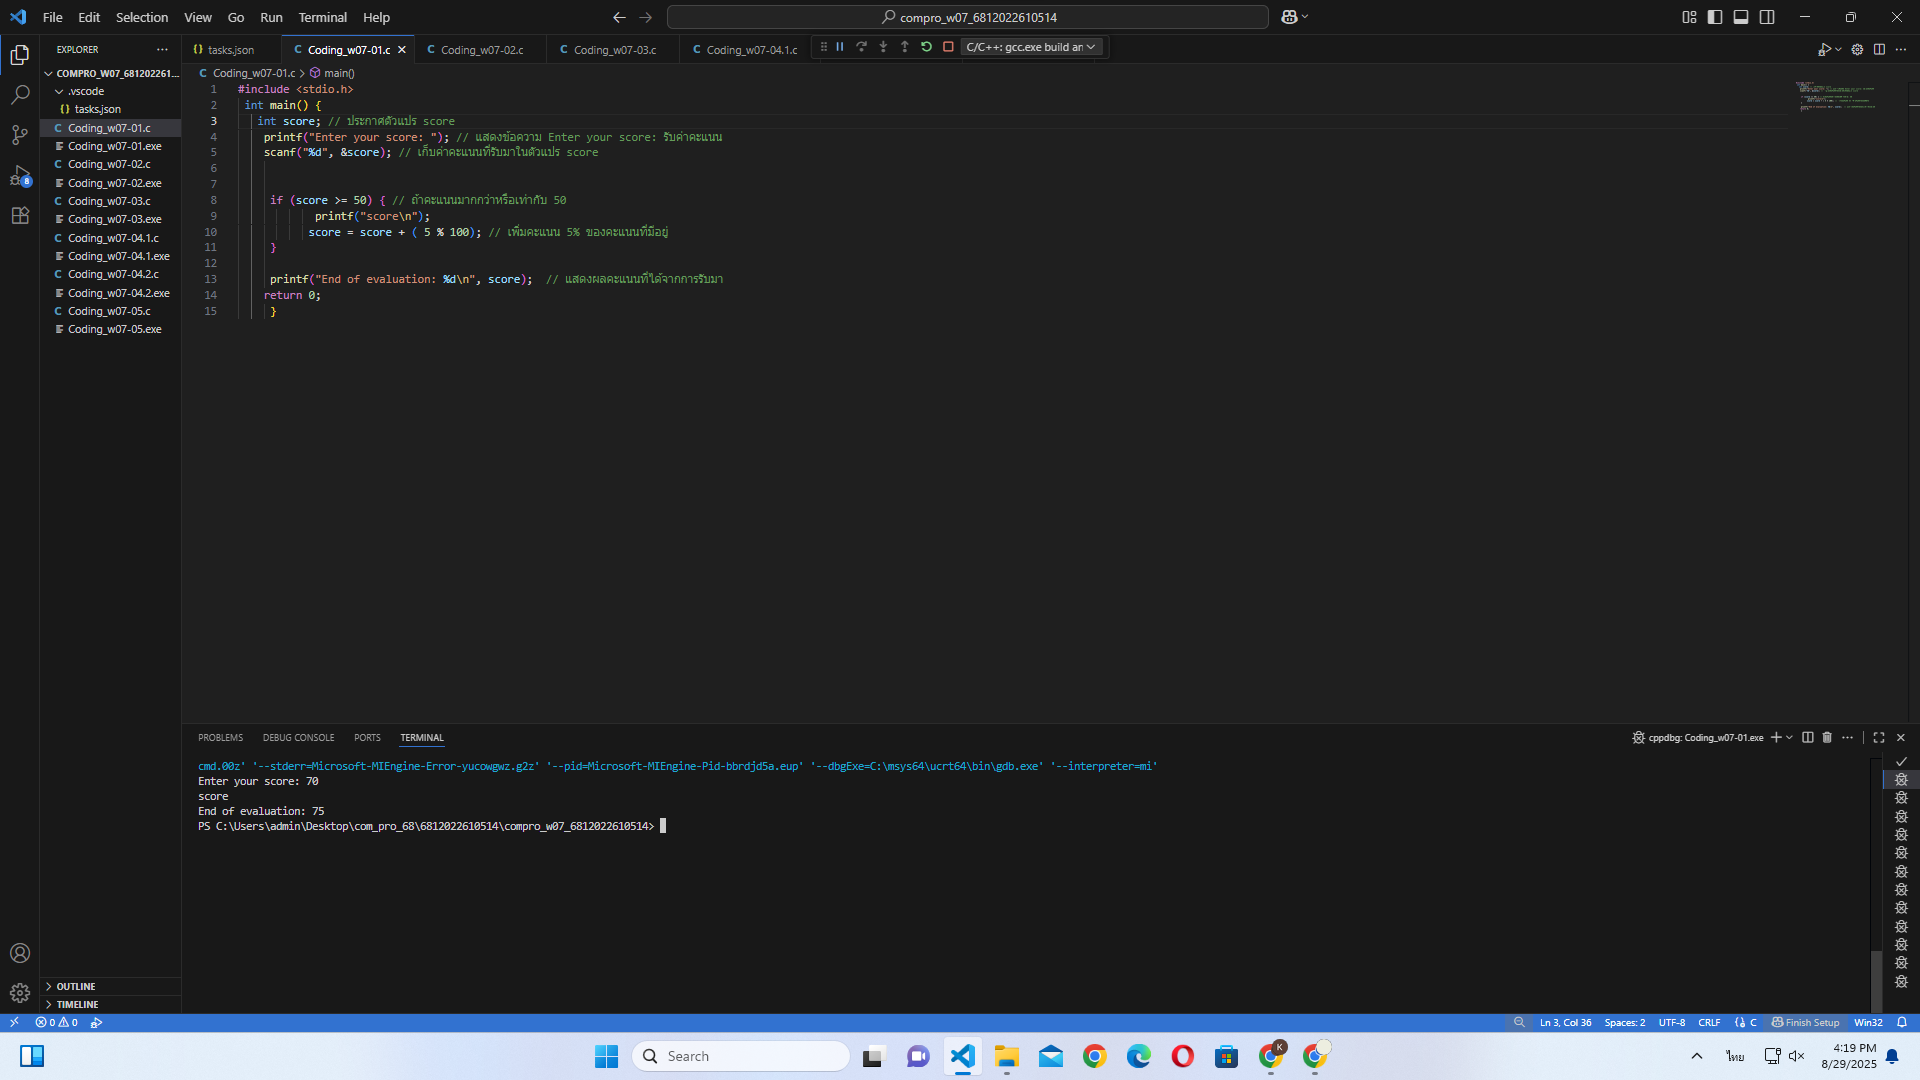 File Edit Selection View Go Run Terminal Help
compro_w07_6812022610514
EXPLORER
tasks.json
Coding_w07-01.c
Coding_w07-02.c
Coding_w07-03.c
Coding_w07-04.1.c
C/C++: gcc.exe build an
COMPRO_W07_681202261...
.vscode
tasks.json
Coding_w07-01.c
Coding_w07-01.exe
Coding_w07-02.c
Coding_w07-02.exe
Coding_w07-03.c
Coding_w07-03.exe
Coding_w07-04.1.c
Coding_w07-04.1.exe
Coding_w07-04.2.c
Coding_w07-04.2.exe
Coding_w07-05.c
Coding_w07-05.exe
OUTLINE
TIMELINE
Coding_w07-01.c > main()
1 #include <stdio.h>
2 int main() {
3 int score; // ประกาศตัวแปร score
4 printf("Enter your score: "); // แสดงข้อความ Enter your score: รับค่าคะแนน
5 scanf("%d", &score); // เก็บค่าคะแนนที่รับมาในตัวแปร score
6
7
8 if (score >= 50) { // ถ้าคะแนนมากกว่าหรือเท่ากับ 50
9 printf("score\n");
10 score = score + ( 5 % 100); // เพิ่มคะแนน 5% ของคะแนนที่มีอยู่
11 }
12
13 printf("End of evaluation: %d\n", score); // แสดงผลคะแนนที่ได้จากการรับมา
14 return 0;
15 }
PROBLEMS DEBUG CONSOLE PORTS TERMINAL
cppdbg: Coding_w07-01.exe
cmd.00z' '--stderr=Microsoft-MIEngine-Error-yucowgwz.g2z' '--pid=Microsoft-MIEngine-Pid-bbrdjd5a.eup' '--dbgExe=C:\msys64\ucrt64\bin\gdb.exe' '--interpreter=mi'
Enter your score: 70
score
End of evaluation: 75
PS C:\Users\admin\Desktop\com_pro_68\6812022610514\compro_w07_6812022610514>
0 0
Ln 3, Col 36 Spaces: 2 UTF-8 CRLF {} C Finish Setup Win32
Search
K
ไทย
4:19 PM
8/29/2025